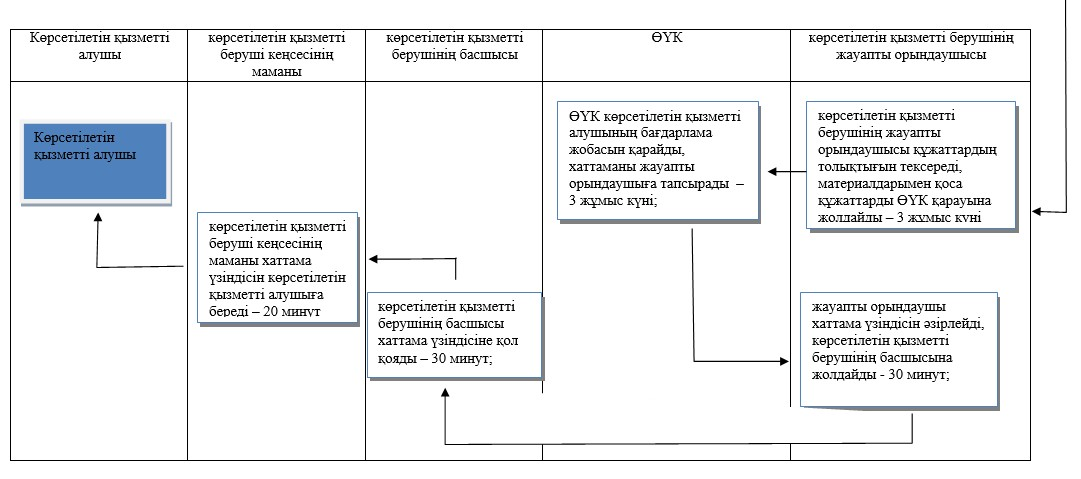 Көрсетілетін қызметті
алушы
көрсетілетін қызметті
беруші кеңсесінің
маманы
көрсетілетін қызметті
берушінің басшысы
ӨҮК
көрсетілетін қызметті берушінің
жауапты орындаушысы
Көрсетілетін
қызметті алушы
көрсетілетін қызметті
беруші кеңсесінің
маманы хаттама
үзіндісін көрсетілетін
қызметті алушыға
береді – 20 минут
көрсетілетін қызметті
берушінің басшысы
хаттама үзіндісіне қол
қояды – 30 минут;
ӨҮК көрсетілетін қызметті
алушының бағдарлама
жобасын қарайды,
хаттаманы жауапты
орындаушыға тапсырады –
3 жұмыс күні;
көрсетілетін қызметті
берушінің жауапты
орындаушысы құжаттардың
толықтығын тексереді,
материалдарымен қоса
құжаттарды ӨҮК қарауына
жолдайды – 3 жұмыс күні
жауапты орындаушы
хаттама үзіндісін әзірлейді,
көрсетілетін қызметті
берушінің басшысына
жолдайды - 30 минут;